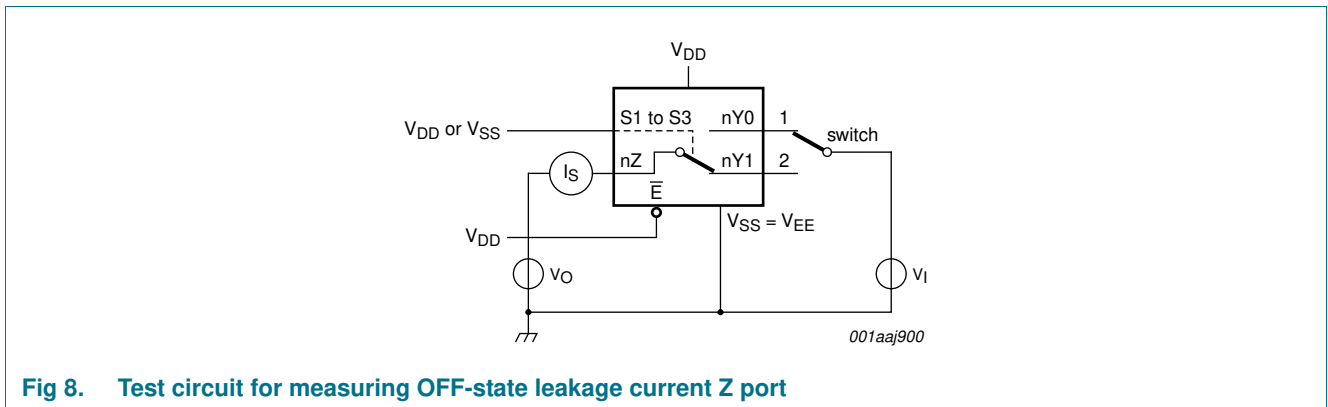 VDD
S1 to S3 nY0 1
VDD or VSS
switch
nZ nY1 2
IS
E̅
VSS = VEE
VDD
VO
VI
001aaj900
Fig 8. Test circuit for measuring OFF-state leakage current Z port